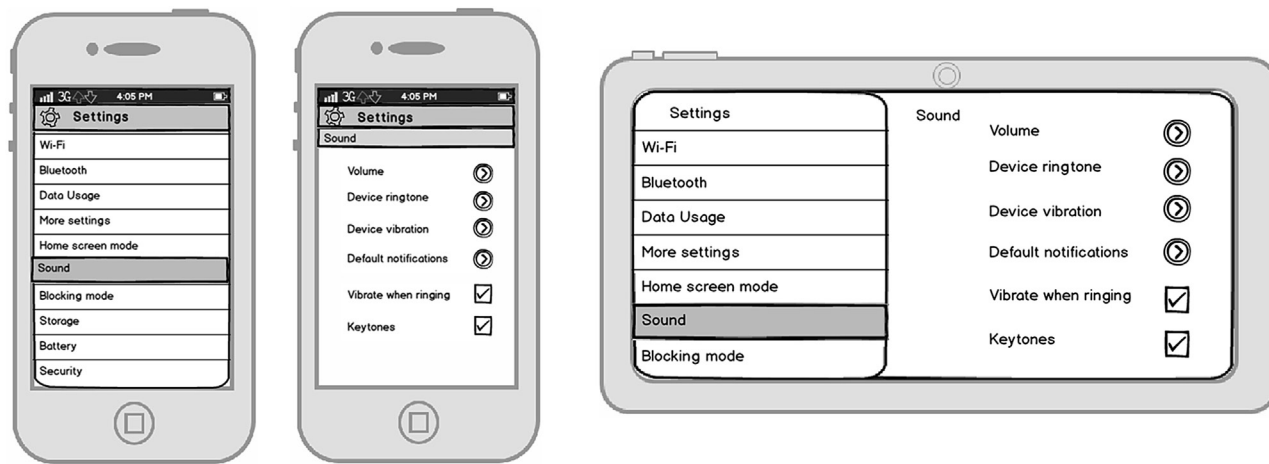 3G 4:05 PM
Settings
Wi-Fi
Bluetooth
Data Usage
More settings
Home screen mode
Sound
Blocking mode
Storage
Battery
Security
3G 4:05 PM
Settings
Sound
Volume
Device ringtone
Device vibration
Default notifications
Vibrate when ringing
Keytones
Settings
Wi-Fi
Bluetooth
Data Usage
More settings
Home screen mode
Sound
Blocking mode
Sound
Volume
Device ringtone
Device vibration
Default notifications
Vibrate when ringing
Keytones